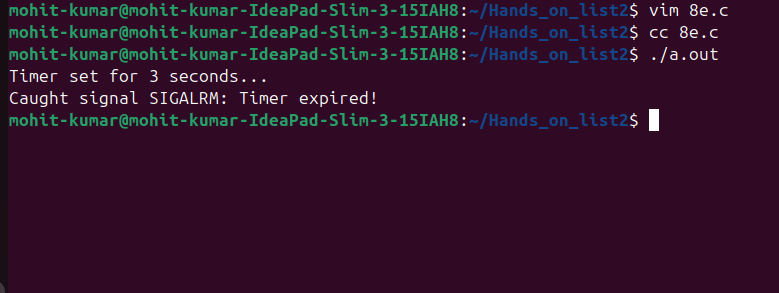 mohit-kumar@mohit-kumar-IdeaPad-Slim-3-15IAH8:~/Hands_on_list2$ vim 8e.c
mohit-kumar@mohit-kumar-IdeaPad-Slim-3-15IAH8:~/Hands_on_list2$ cc 8e.c
mohit-kumar@mohit-kumar-IdeaPad-Slim-3-15IAH8:~/Hands_on_list2$ ./a.out
Timer set for 3 seconds...
Caught signal SIGALRM: Timer expired!
mohit-kumar@mohit-kumar-IdeaPad-Slim-3-15IAH8:~/Hands_on_list2$